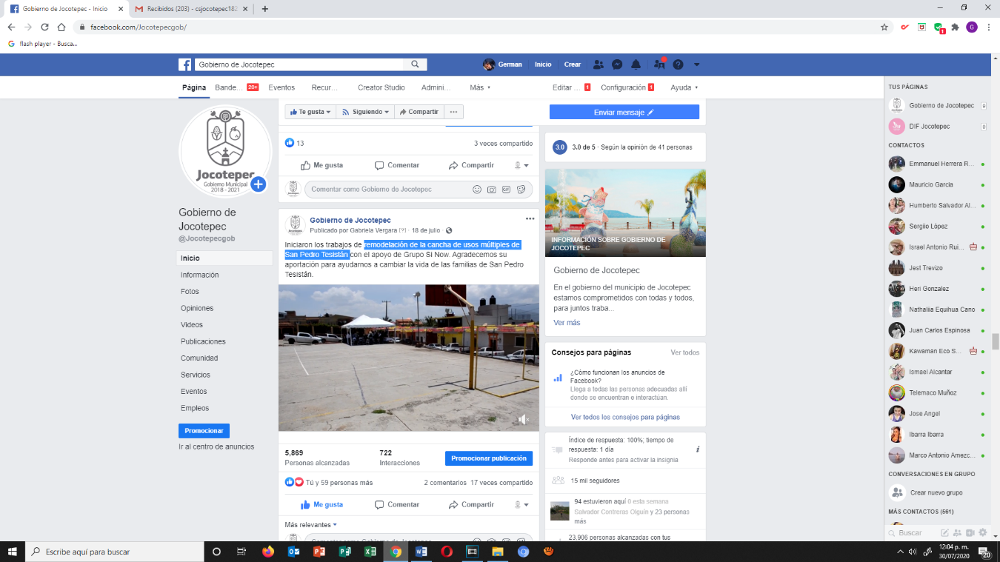 Gobierno de Jocotepec - Inicio
Recibidos (203) - csjocotepec182
facebook.com/Jocotepecgob/
G
flash player - Busca...
Gobierno de Jocotepec
German
Inicio
Crear
Página
Bande... 20+
Eventos
Recur...
Creator Studio
Admini...
Más
Editar ... 1
Configuración 1
Ayuda
Te gusta
Siguiendo
Compartir
Enviar mensaje
Jocotepec
Gobierno Municipal
2018 - 2021
Gobierno de
Jocotepec
@Jocotepecgob
Inicio
Información
Fotos
Opiniones
Videos
Publicaciones
Comunidad
Servicios
Eventos
Empleos
Promocionar
Ir al centro de anuncios
13
3 veces compartido
Me gusta
Comentar
Compartir
Comentar como Gobierno de Jocotepec
Gobierno de Jocotepec
Publicado por Gabriela Vergara [?] · 18 de julio ·
Iniciaron los trabajos de remodelación de la cancha de usos múltiples de
San Pedro Tesistán con el apoyo de Grupo Si Now. Agradecemos su
aportación para ayudarnos a cambiar la vida de las familias de San Pedro
Tesistán.
5,869
Personas alcanzadas
722
Interacciones
Promocionar publicación
Tú y 59 personas más
2 comentarios 17 veces compartido
Me gusta
Comentar
Compartir
Más relevantes
Comentar como Gobierno de Jocotepec
3.0
3.0 de 5 · Según la opinión de 41 personas
INFORMACIÓN SOBRE GOBIERNO DE
JOCOTEPEC
Gobierno de Jocotepec
En el gobierno del municipio de Jocotepec
estamos comprometidos con todas y todos,
para juntos traba...
Ver más
Consejos para páginas
Ver todos
¿Cómo funcionan los anuncios de
Facebook?
Llega a todas las personas adecuadas allí
donde se encuentran e interactúan.
Ver todos los consejos para páginas
Índice de respuesta: 100%; tiempo de
respuesta: 1 día
Responde antes para activar la insignia
15 mil seguidores
94 estuvieron aquí 0 esta semana
Salvador Contreras Olguín y 23 personas
más
23,906 personas alcanzadas con tus
TUS PÁGINAS
Gobierno de Jocotepec 9
DIF Jocotepec 9
CONTACTOS
Emmanuel Herrera R...
Mauricio Garcia
Humberto Salvador Al...
Sergiio López
Israel Antonio Rui...
Jest Trevizo
Heri Gonzalez
Nathaliia Equihua Cano
Juan Carlos Espinosa
Kawaman Eco S...
Ismael Alcantar
Telemaco Muñoz
Jose Angel
Ibarra Ibarra
Marco Antonio Amezc...
CONVERSACIONES EN GRUPO
Crear nuevo grupo
MÁS CONTACTOS (561)
Buscar
Escribe aquí para buscar
12:04 p. m.
30/07/2020
20